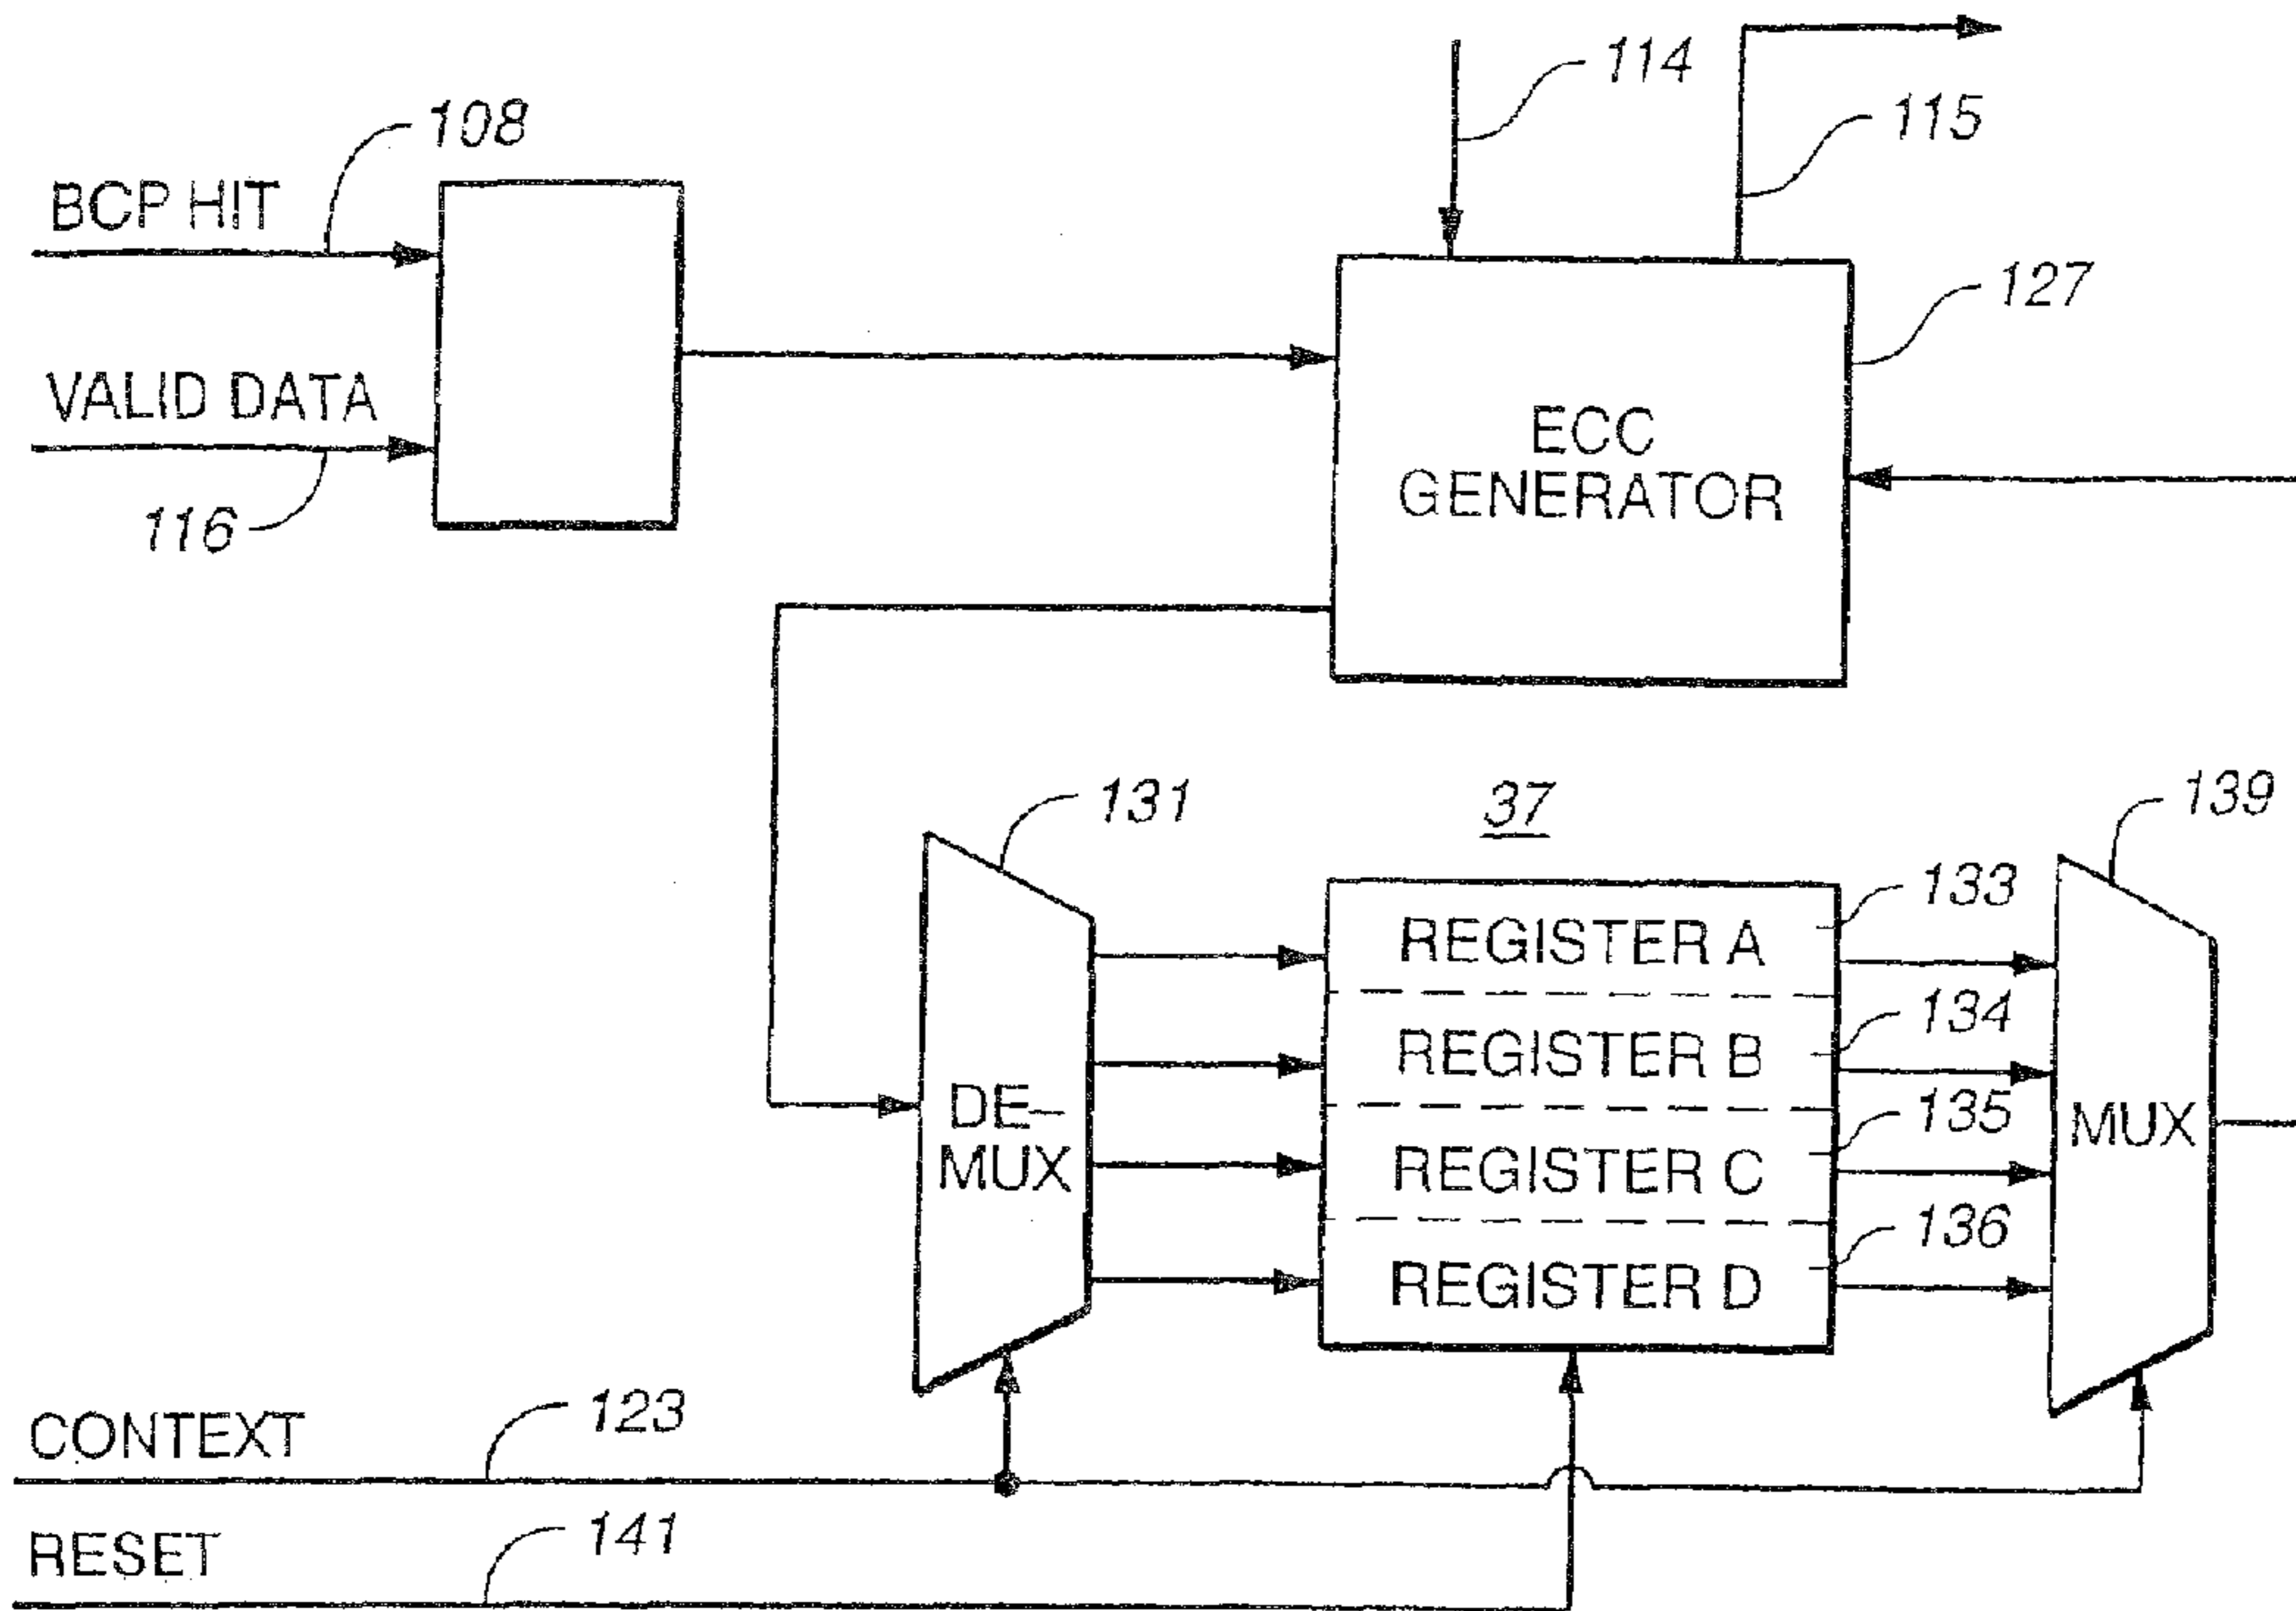 114
108
115
BCP HIT
127
VALID DATA
ECC
GENERATOR
116
131
37
139
133
REGISTER A
134
REGISTER B
DE-
MUX
135
MUX
REGISTER C
136
REGISTER D
CONTEXT
123
RESET
141